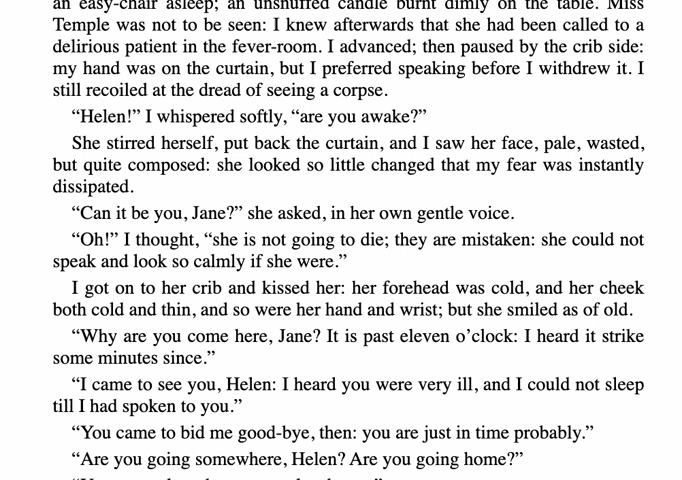 an easy-chair asleep; an unsnuffed candle burnt dimly on the table. Miss
Temple was not to be seen: I knew afterwards that she had been called to a
delirious patient in the fever-room. I advanced; then paused by the crib side:
my hand was on the curtain, but I preferred speaking before I withdrew it. I
still recoiled at the dread of seeing a corpse.
“Helen!” I whispered softly, “are you awake?”
She stirred herself, put back the curtain, and I saw her face, pale, wasted,
but quite composed: she looked so little changed that my fear was instantly
dissipated.
“Can it be you, Jane?” she asked, in her own gentle voice.
“Oh!” I thought, “she is not going to die; they are mistaken: she could not
speak and look so calmly if she were.”
I got on to her crib and kissed her: her forehead was cold, and her cheek
both cold and thin, and so were her hand and wrist; but she smiled as of old.
“Why are you come here, Jane? It is past eleven o’clock: I heard it strike
some minutes since.”
“I came to see you, Helen: I heard you were very ill, and I could not sleep
till I had spoken to you.”
“You came to bid me good-bye, then: you are just in time probably.”
“Are you going somewhere, Helen? Are you going home?”